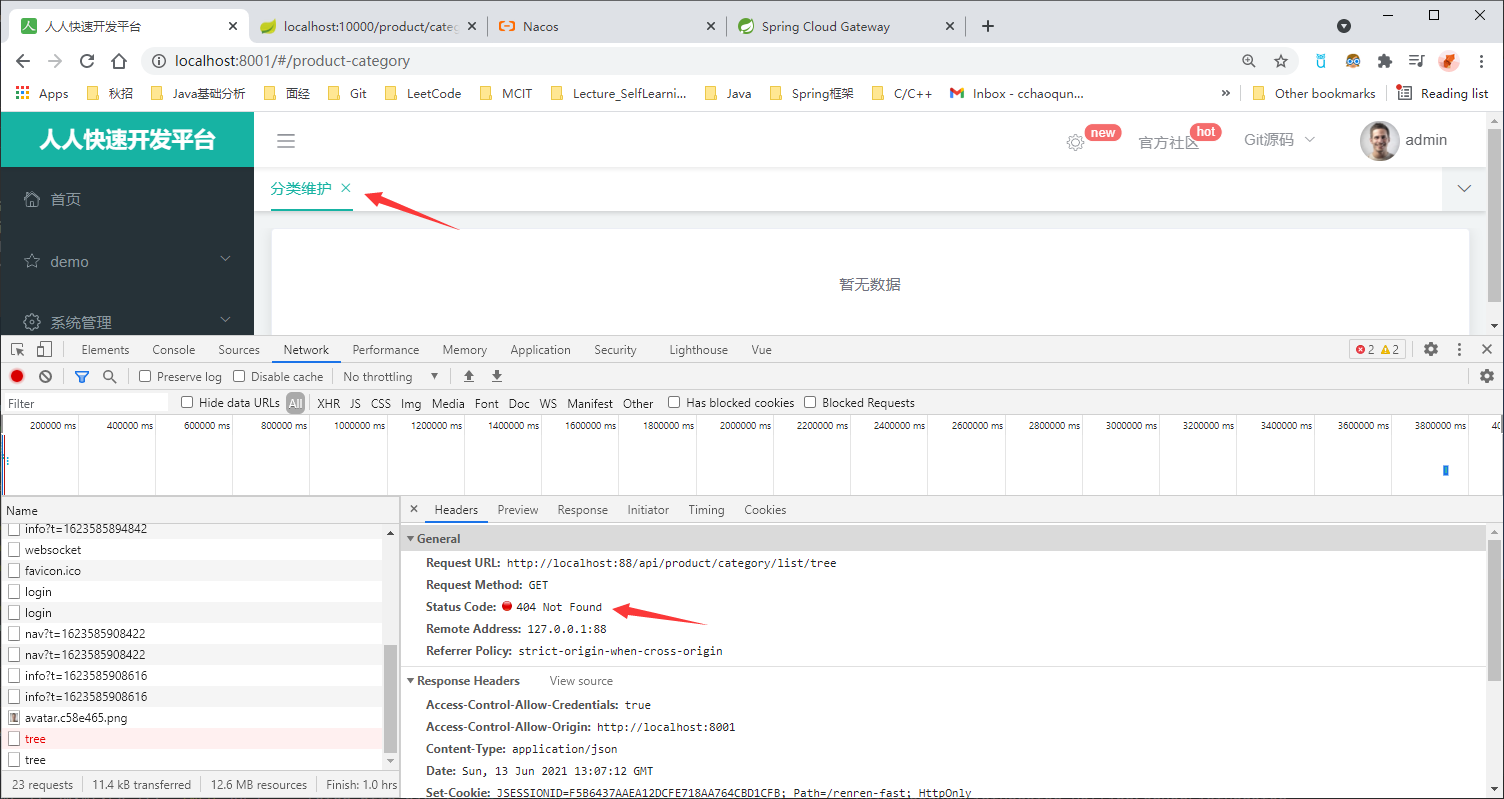 人人快速开发平台
localhost:10000/product/categ
Nacos
Spring Cloud Gateway
localhost:8001/#/product-category
Apps 秋招 Java基础分析 面经 Git LeetCode MCIT Lecture_SelfLearni... Java Spring框架 C/C++ Inbox - cchaoqun... » Other bookmarks Reading list
人人快速开发平台
new 官方社区 hot Git源码 admin
首页
分类维护
demo
暂无数据
系统管理
Elements Console Sources Network Performance Memory Application Security Lighthouse Vue 2 2
Preserve log Disable cache No throttling
Filter Hide data URLs All XHR JS CSS Img Media Font Doc WS Manifest Other Has blocked cookies Blocked Requests
200000 ms 400000 ms 600000 ms 800000 ms 1000000 ms 1200000 ms 1400000 ms 1600000 ms 1800000 ms 2000000 ms 2200000 ms 2400000 ms 2600000 ms 2800000 ms 3000000 ms 3200000 ms 3400000 ms 3600000 ms 3800000 ms 40
Name
info?t=1623585894842
websocket
favicon.ico
login
login
nav?t=1623585908422
nav?t=1623585908422
info?t=1623585908616
info?t=1623585908616
avatar.c58e465.png
tree
tree
23 requests 11.4 kB transferred 12.6 MB resources Finish: 1.0 hrs
Headers Preview Response Initiator Timing Cookies
General
Request URL: http://localhost:88/api/product/category/list/tree
Request Method: GET
Status Code: 404 Not Found
Remote Address: 127.0.0.1:88
Referrer Policy: strict-origin-when-cross-origin
Response Headers View source
Access-Control-Allow-Credentials: true
Access-Control-Allow-Origin: http://localhost:8001
Content-Type: application/json
Date: Sun, 13 Jun 2021 13:07:12 GMT
Set-Cookie: JSESSIONID=F5B6437AAEA12DCFE718AA764CBD1CFB; Path=/renren-fast; HttpOnly